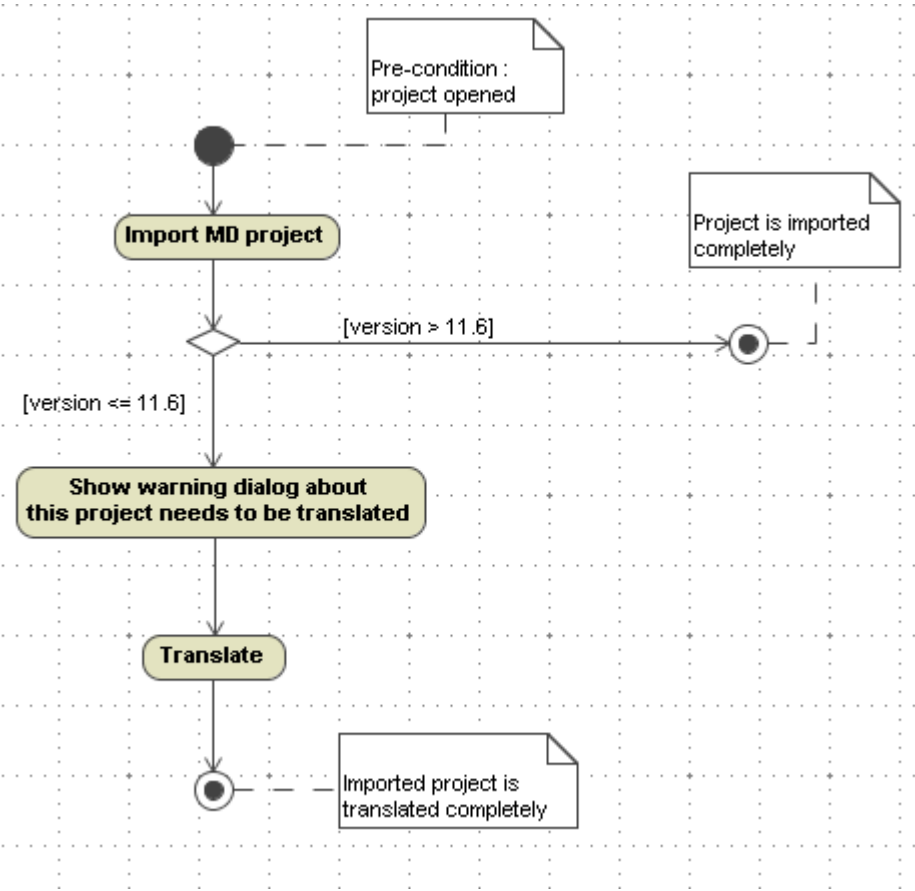 Pre-condition :
project opened
Import MD project
Project is imported
completely
[version > 11.6]
[version <= 11.6]
Show warning dialog about
this project needs to be translated
Translate
Imported project is
translated completely